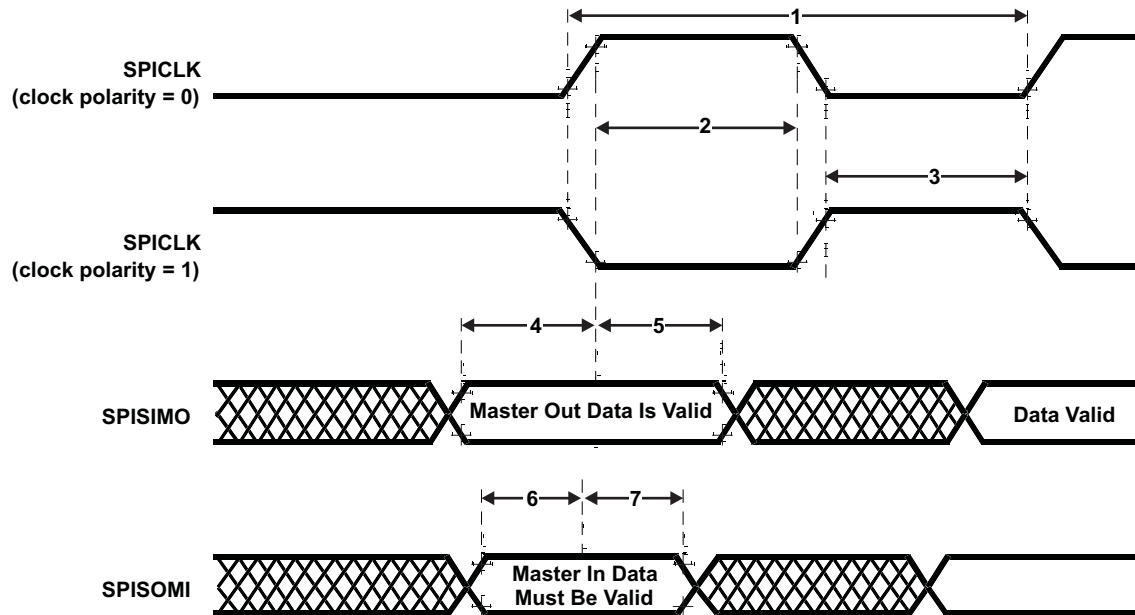 1
SPICLK
(clock polarity = 0)
2
3
SPICLK
(clock polarity = 1)
4
5
SPISIMO
Master Out Data Is Valid
Data Valid
6
7
SPISOMI
Master In Data
Must Be Valid